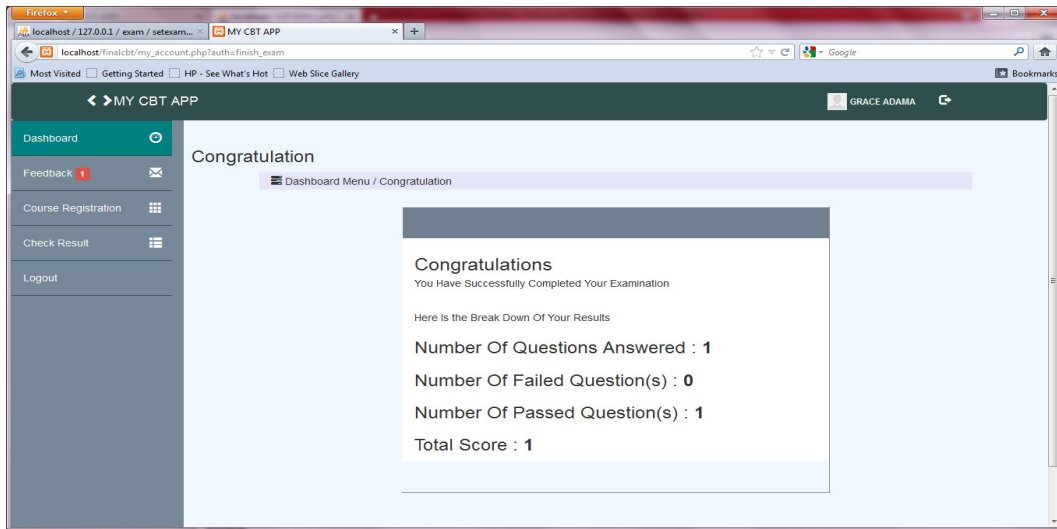 Firefox
localhost / 127.0.0.1 / exam / setexam... × MY CBT APP × +
localhost/finalcbt/my_account.php?auth=finish_exam Google
Most Visited Getting Started HP - See What's Hot Web Slice Gallery Bookmarks
MY CBT APP GRACE ADAMA
Dashboard
Feedback 1
Course Registration
Check Result
Logout
Congratulation
Dashboard Menu / Congratulation
Congratulations
You Have Successfully Completed Your Examination
Here Is the Break Down Of Your Results
Number Of Questions Answered : 1
Number Of Failed Question(s) : 0
Number Of Passed Question(s) : 1
Total Score : 1